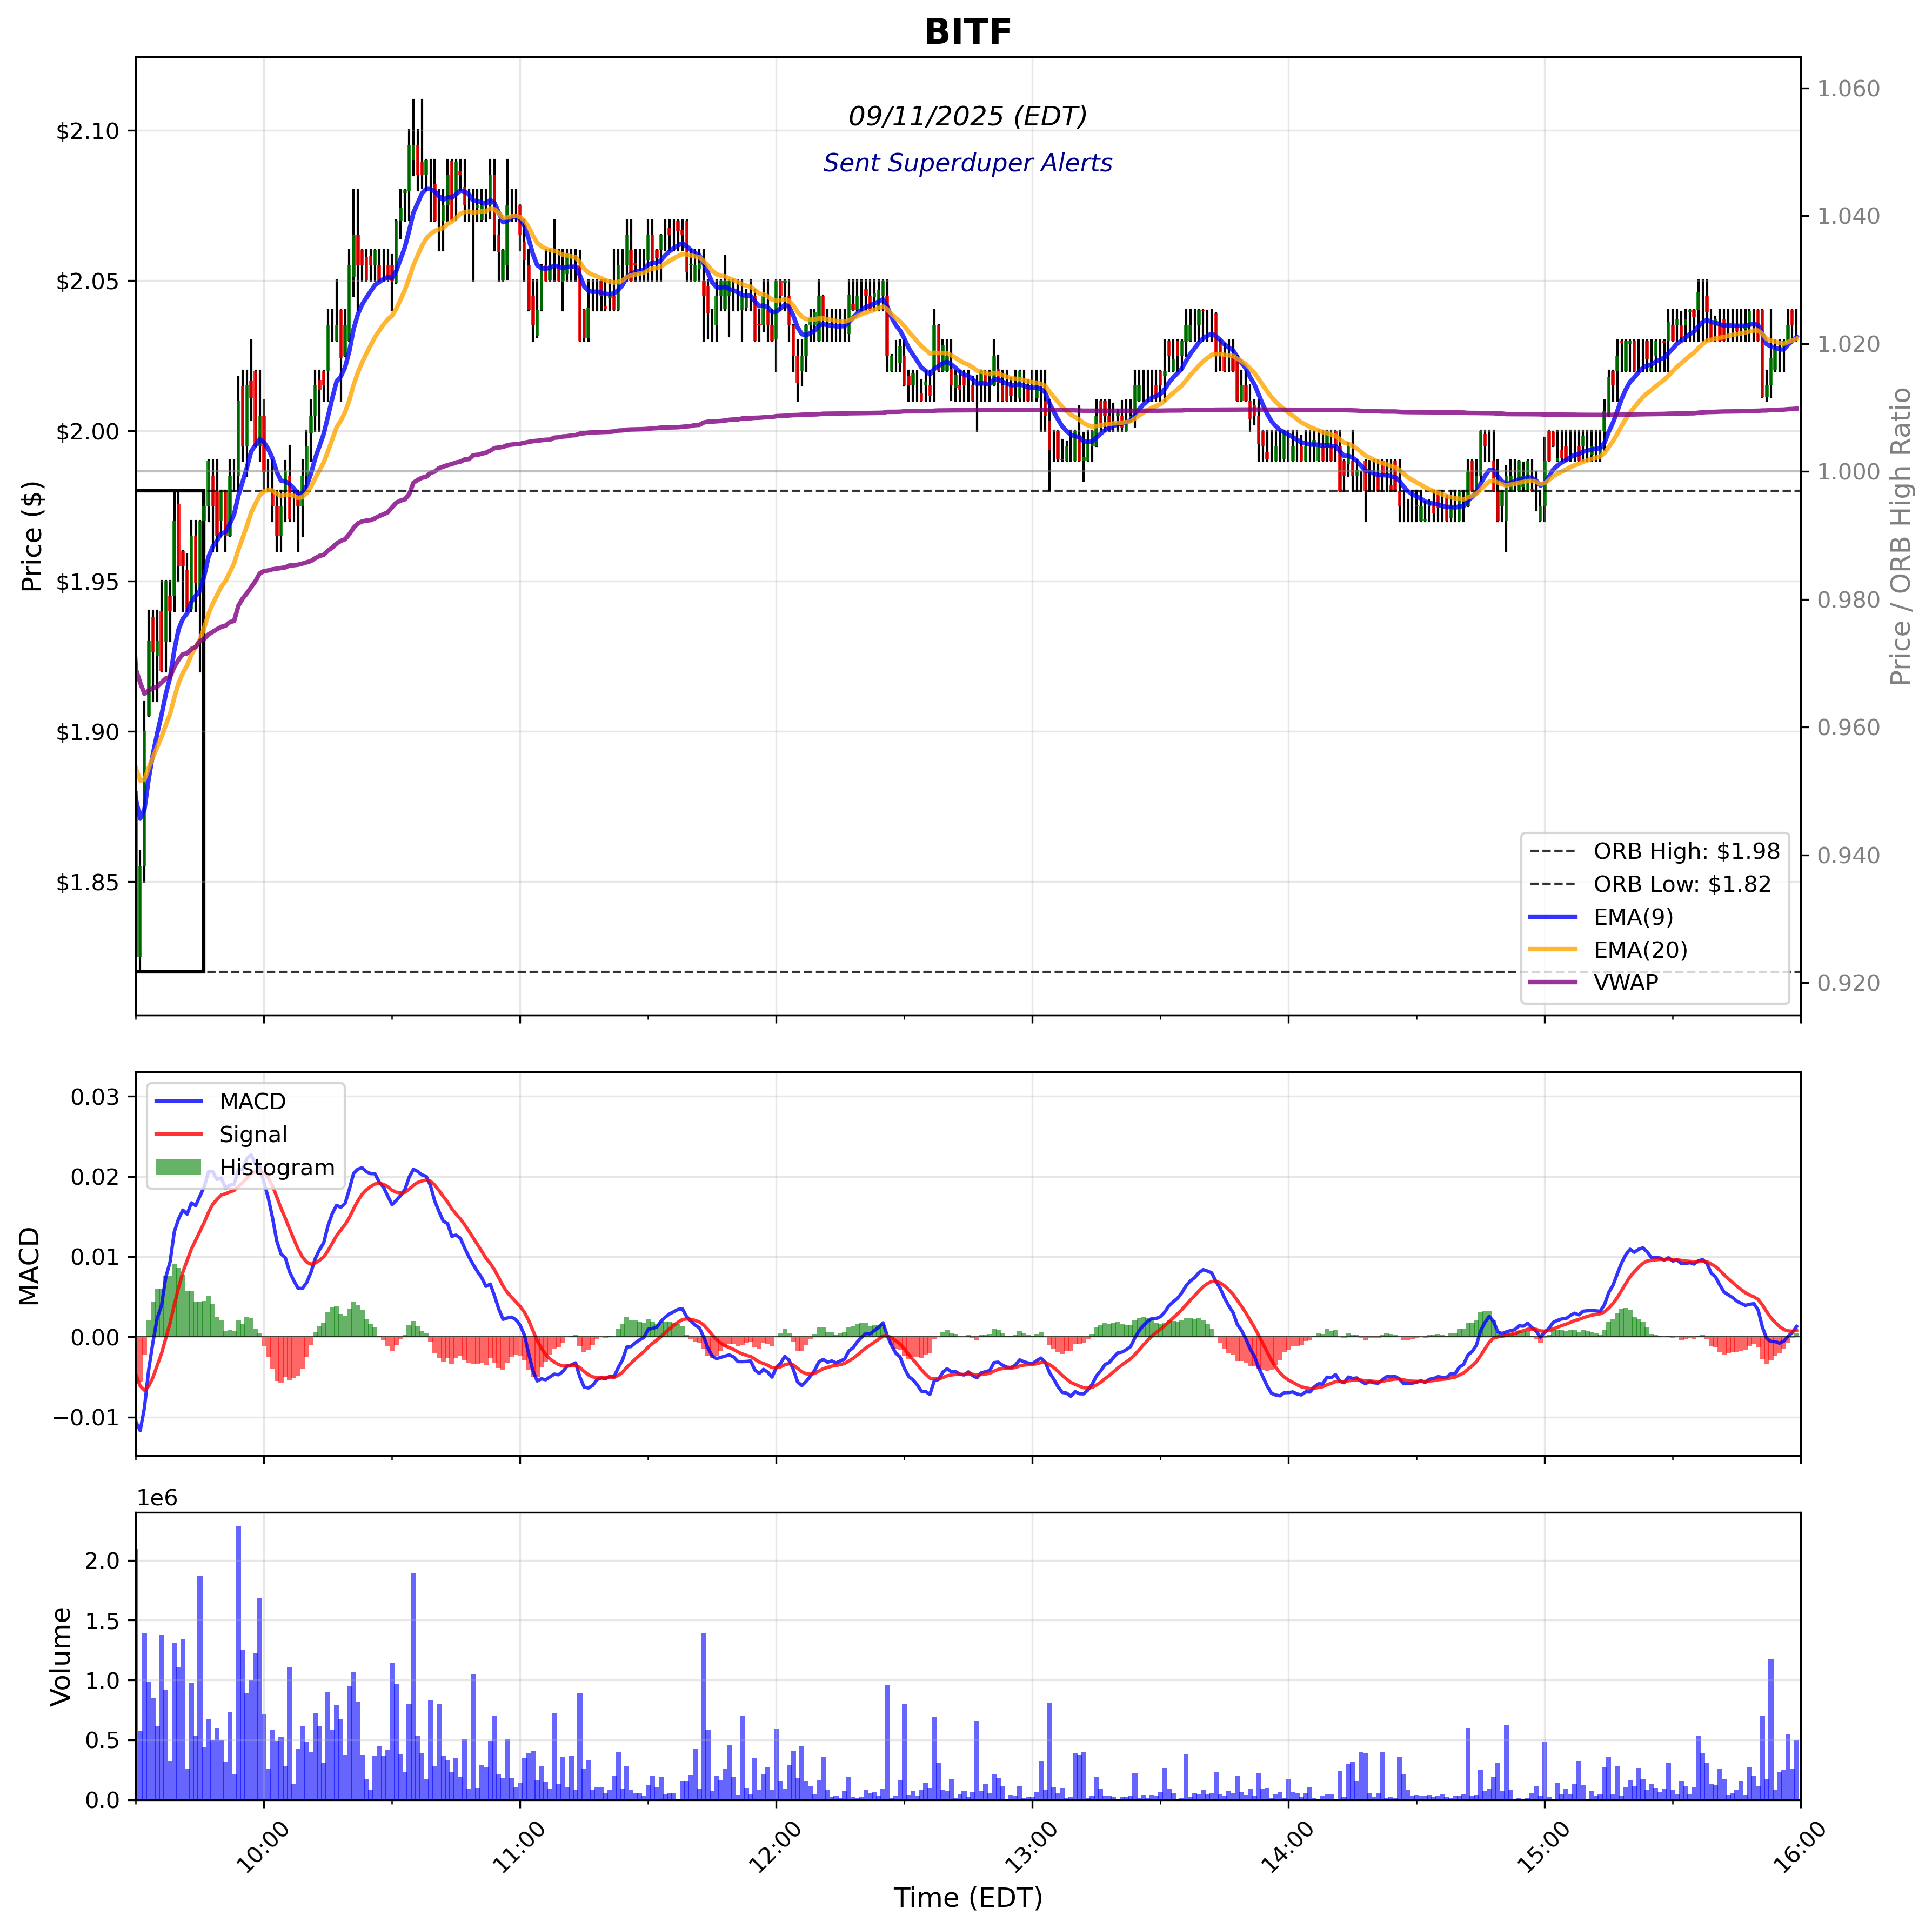 BITF
09/11/2025 (EDT)
Sent Superduper Alerts
Price ($)
$2.10
$2.05
$2.00
$1.95
$1.90
$1.85
1.060
1.040
1.020
1.000
0.980
0.960
0.940
0.920
Price / ORB High Ratio
ORB High: $1.98
ORB Low: $1.82
EMA(9)
EMA(20)
VWAP
MACD
0.03
0.02
0.01
0.00
−0.01
MACD
Signal
Histogram
1e6
Volume
2.0
1.5
1.0
0.5
0.0
10:00
11:00
12:00
13:00
14:00
15:00
16:00
Time (EDT)